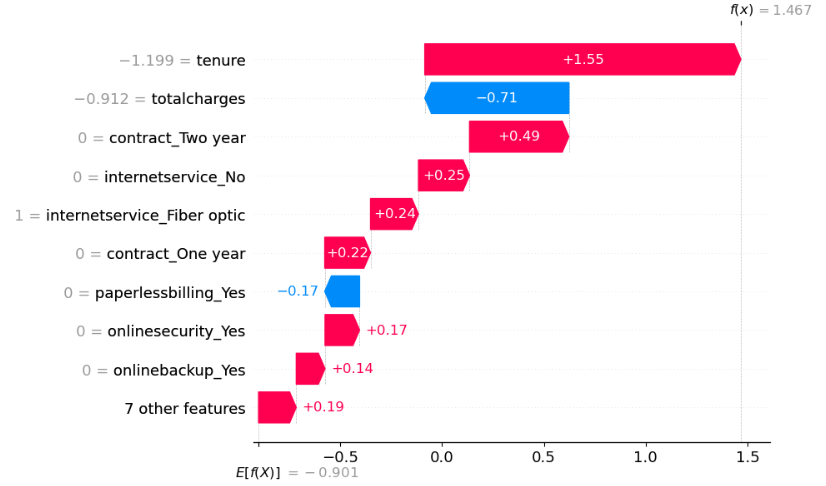 f(x) = 1.467
−1.199 = tenure
+1.55
−0.912 = totalcharges
−0.71
0 = contract_Two year
+0.49
0 = internetservice_No
+0.25
1 = internetservice_Fiber optic
+0.24
0 = contract_One year
+0.22
0 = paperlessbilling_Yes
−0.17
0 = onlinesecurity_Yes
+0.17
0 = onlinebackup_Yes
+0.14
7 other features
+0.19
−0.5 0.0 0.5 1.0 1.5
E[f(X)] = −0.901